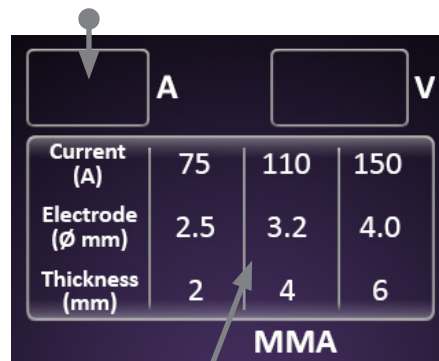 A V
Current (A) 75 110 150
Electrode (Ø mm) 2.5 3.2 4.0
Thickness (mm) 2 4 6
MMA